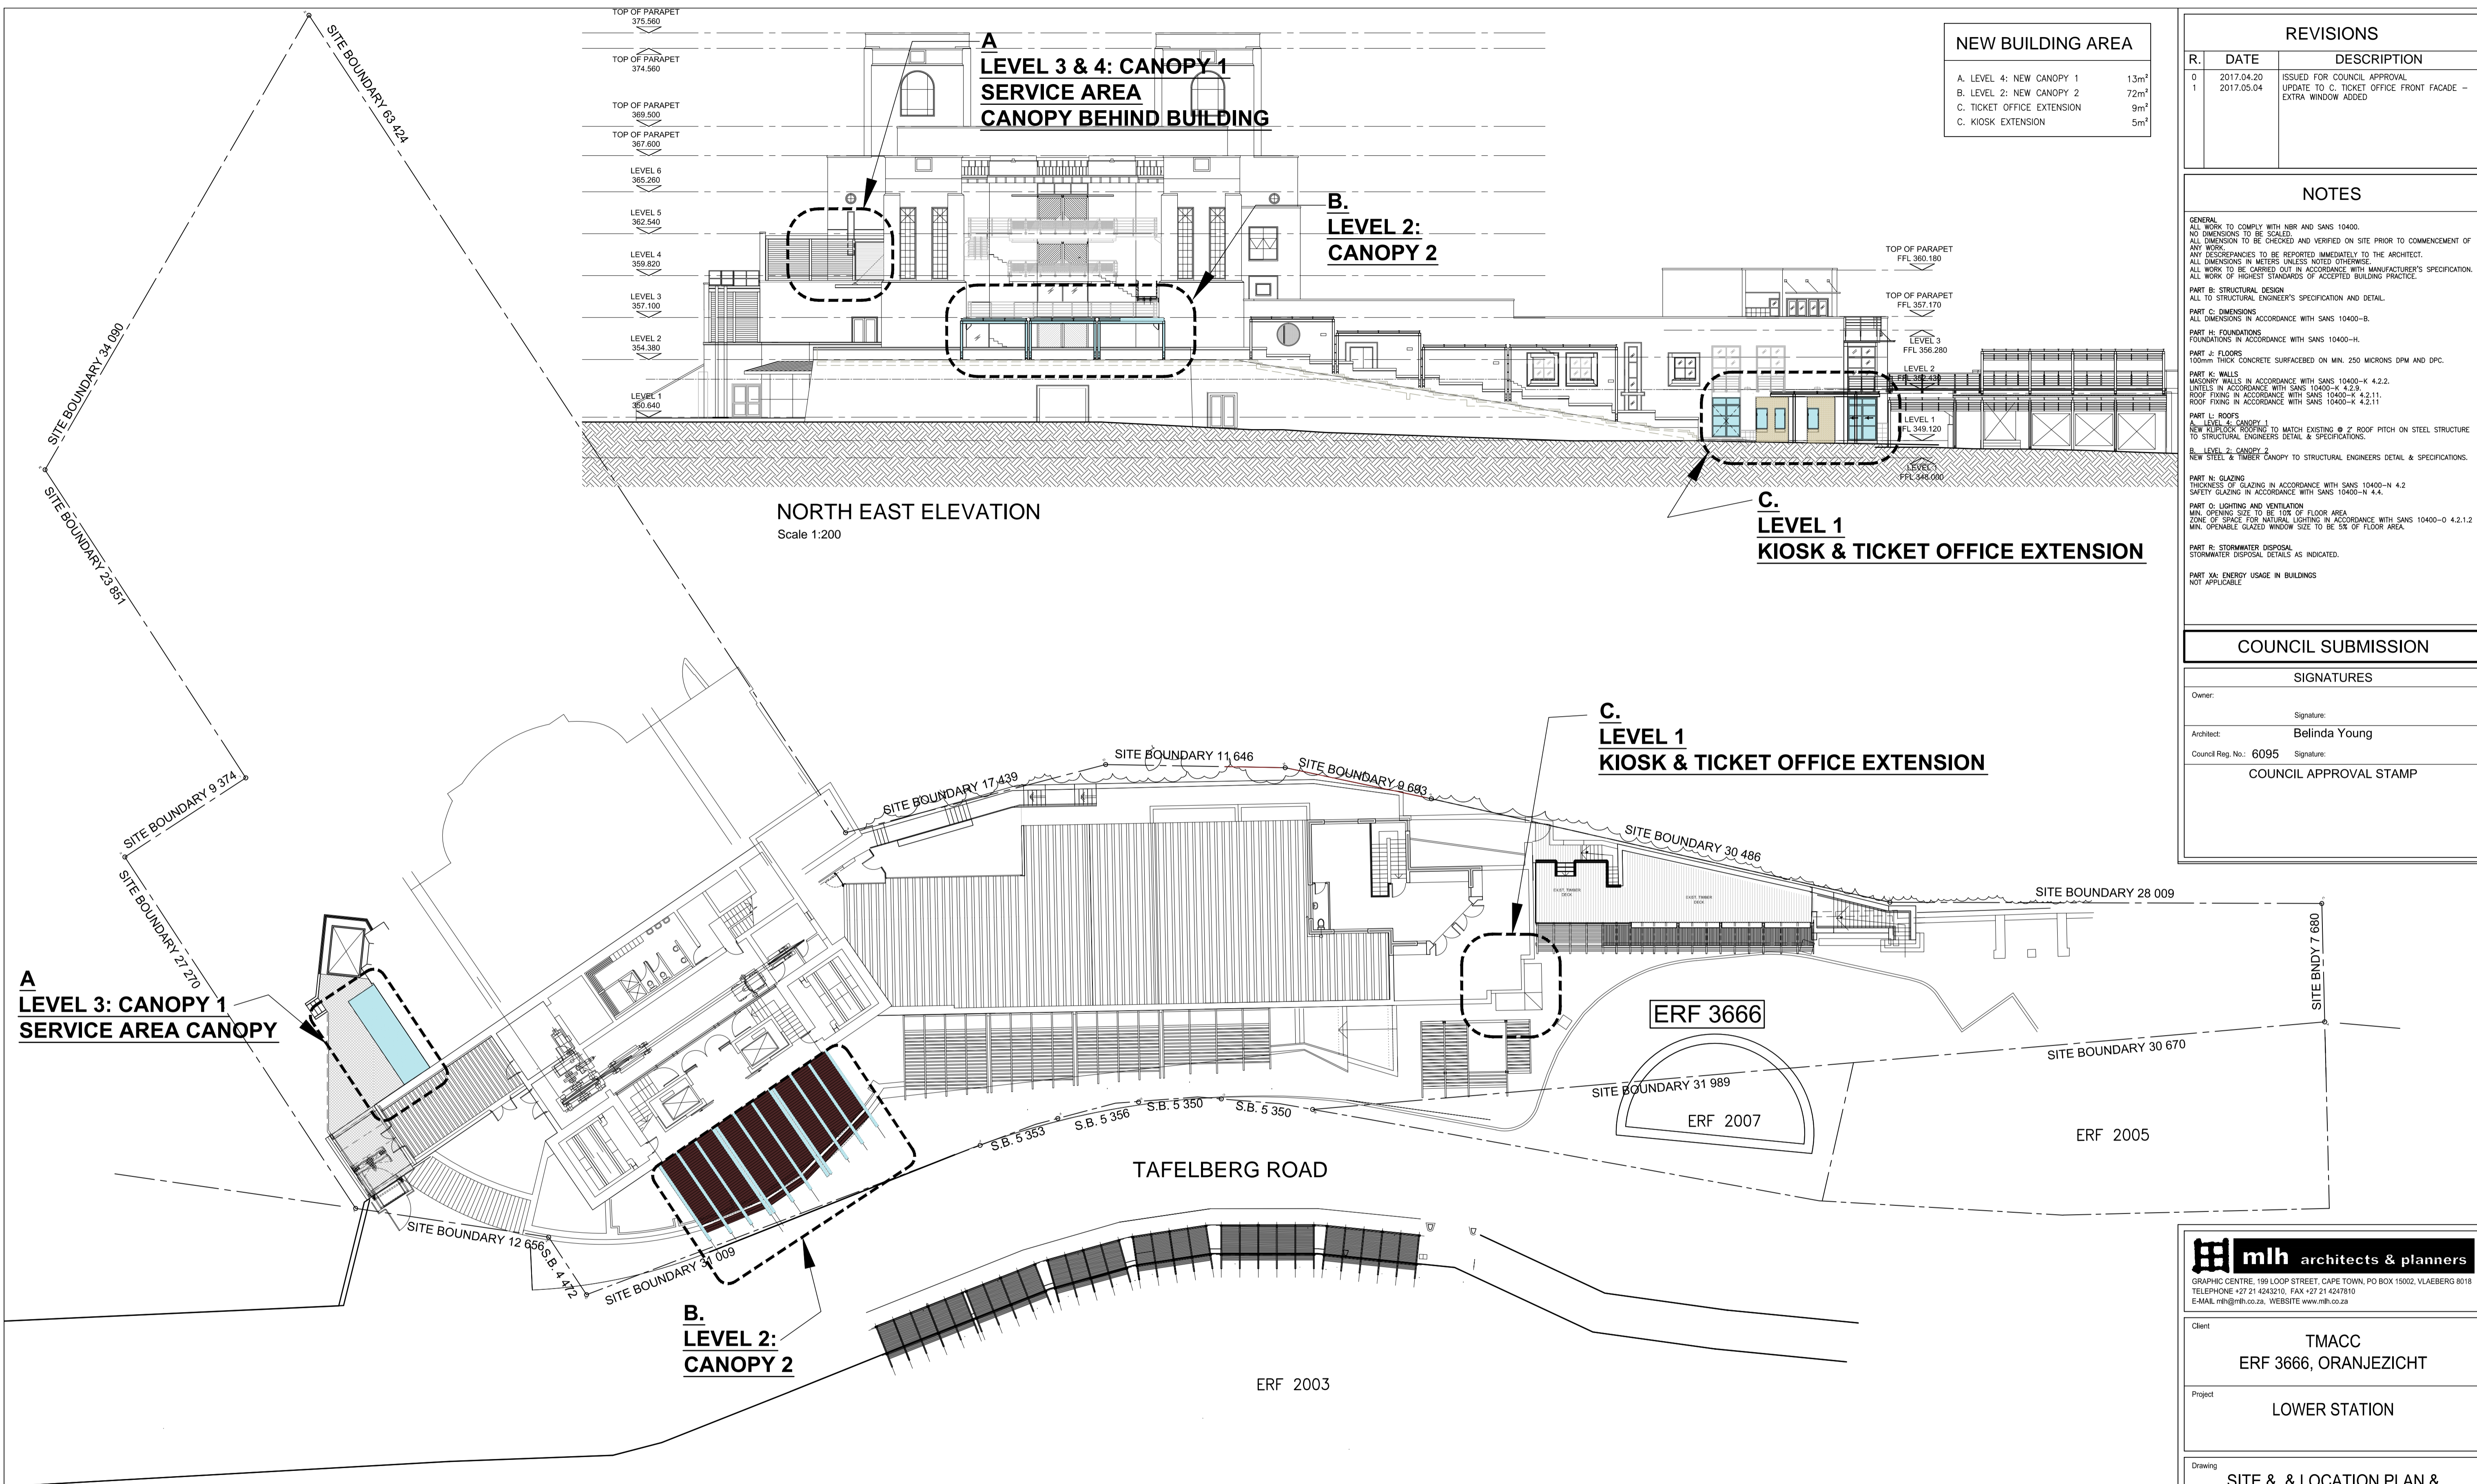 TOP OF PARAPET
375.560
TOP OF PARAPET
374.560
TOP OF PARAPET
369.500
TOP OF PARAPET
367.600
LEVEL 6
365.260
LEVEL 5
362.540
LEVEL 4
359.820
LEVEL 3
357.100
LEVEL 2
354.380
LEVEL 1
350.640
A
LEVEL 3 & 4: CANOPY 1
SERVICE AREA
CANOPY BEHIND BUILDING
B.
LEVEL 2:
CANOPY 2
TOP OF PARAPET
FFL 360.180
TOP OF PARAPET
FFL 357.170
LEVEL 3
FFL 356.280
LEVEL 2
FFL 352.430
LEVEL 1
FFL 349.120
LEVEL 1
FFL 348.000
C.
LEVEL 1
KIOSK & TICKET OFFICE EXTENSION
NORTH EAST ELEVATION
Scale 1:200
NEW BUILDING AREA
A. LEVEL 4: NEW CANOPY 1 13m²
B. LEVEL 2: NEW CANOPY 2 72m²
C. TICKET OFFICE EXTENSION 9m²
C. KIOSK EXTENSION 5m²
SITE BOUNDARY 63 424
SITE BOUNDARY 34 090
SITE BOUNDARY 23 851
SITE BOUNDARY 9 374
SITE BOUNDARY 27 270
A
LEVEL 3: CANOPY 1
SERVICE AREA CANOPY
SITE BOUNDARY 17 439
SITE BOUNDARY 11 646
SITE BOUNDARY 9 693
C.
LEVEL 1
KIOSK & TICKET OFFICE EXTENSION
SITE BOUNDARY 30 486
SITE BOUNDARY 28 009
SITE BNDY 7 680
EXIST. TIMBER
DECK
EXIST. TIMBER
DECK
ERF 3666
SITE BOUNDARY 30 670
SITE BOUNDARY 31 989
ERF 2007
ERF 2005
S.B. 5 353
S.B. 5 356
S.B. 5 350
S.B. 5 350
TAFELBERG ROAD
SITE BOUNDARY 12 656
S.B. 4 472
SITE BOUNDARY 31 009
B.
LEVEL 2:
CANOPY 2
ERF 2003
REVISIONS
R. DATE DESCRIPTION
0 2017.04.20 ISSUED FOR COUNCIL APPROVAL
1 2017.05.04 UPDATE TO C. TICKET OFFICE FRONT FACADE –
EXTRA WINDOW ADDED
NOTES
GENERAL
ALL WORK TO COMPLY WITH NBR AND SANS 10400.
NO DIMENSIONS TO BE SCALED.
ALL DIMENSION TO BE CHECKED AND VERIFIED ON SITE PRIOR TO COMMENCEMENT OF
ANY WORK.
ANY DESCREPANCIES TO BE REPORTED IMMEDIATELY TO THE ARCHITECT.
ALL DIMENSIONS IN METERS UNLESS NOTED OTHERWISE.
ALL WORK TO BE CARRIED OUT IN ACCORDANCE WITH MANUFACTURER'S SPECIFICATION.
ALL WORK OF HIGHEST STANDARDS OF ACCEPTED BUILDING PRACTICE.
PART B: STRUCTURAL DESIGN
ALL TO STRUCTURAL ENGINEER'S SPECIFICATION AND DETAIL.
PART C: DIMENSIONS
ALL DIMENSIONS IN ACCORDANCE WITH SANS 10400–B.
PART H: FOUNDATIONS
FOUNDATIONS IN ACCORDANCE WITH SANS 10400–H.
PART J: FLOORS
100mm THICK CONCRETE SURFACEBED ON MIN. 250 MICRONS DPM AND DPC.
PART K: WALLS
MASONRY WALLS IN ACCORDANCE WITH SANS 10400–K 4.2.2.
LINTELS IN ACCORDANCE WITH SANS 10400–K 4.2.9.
ROOF FIXING IN ACCORDANCE WITH SANS 10400–K 4.2.11.
ROOF FIXING IN ACCORDANCE WITH SANS 10400–K 4.2.11
PART L: ROOFS
A. LEVEL 4: CANOPY 1
NEW KLIPLOCK ROOFING TO MATCH EXISTING @ 2° ROOF PITCH ON STEEL STRUCTURE
TO STRUCTURAL ENGINEERS DETAIL & SPECIFICATIONS.
B. LEVEL 2: CANOPY 2
NEW STEEL & TIMBER CANOPY TO STRUCTURAL ENGINEERS DETAIL & SPECIFICATIONS.
PART N: GLAZING
THICKNESS OF GLAZING IN ACCORDANCE WITH SANS 10400–N 4.2
SAFETY GLAZING IN ACCORDANCE WITH SANS 10400–N 4.4.
PART O: LIGHTING AND VENTILATION
MIN. OPENING SIZE TO BE 10% OF FLOOR AREA
ZONE OF SPACE FOR NATURAL LIGHTING IN ACCORDANCE WITH SANS 10400–O 4.2.1.2
MIN. OPENABLE GLAZED WINDOW SIZE TO BE 5% OF FLOOR AREA.
PART R: STORMWATER DISPOSAL
STORMWATER DISPOSAL DETAILS AS INDICATED.
PART XA: ENERGY USAGE IN BUILDINGS
NOT APPLICABLE
COUNCIL SUBMISSION
SIGNATURES
Owner:
Signature:
Architect: Belinda Young
Council Reg. No.: 6095 Signature:
COUNCIL APPROVAL STAMP
mlh architects & planners
GRAPHIC CENTRE, 199 LOOP STREET, CAPE TOWN, PO BOX 15002, VLAEBERG 8018
TELEPHONE +27 21 4243210, FAX +27 21 4247810
E-MAIL mlh@mlh.co.za, WEBSITE www.mlh.co.za
Client
TMACC
ERF 3666, ORANJEZICHT
Project
LOWER STATION
Drawing
SITE & & LOCATION PLAN &